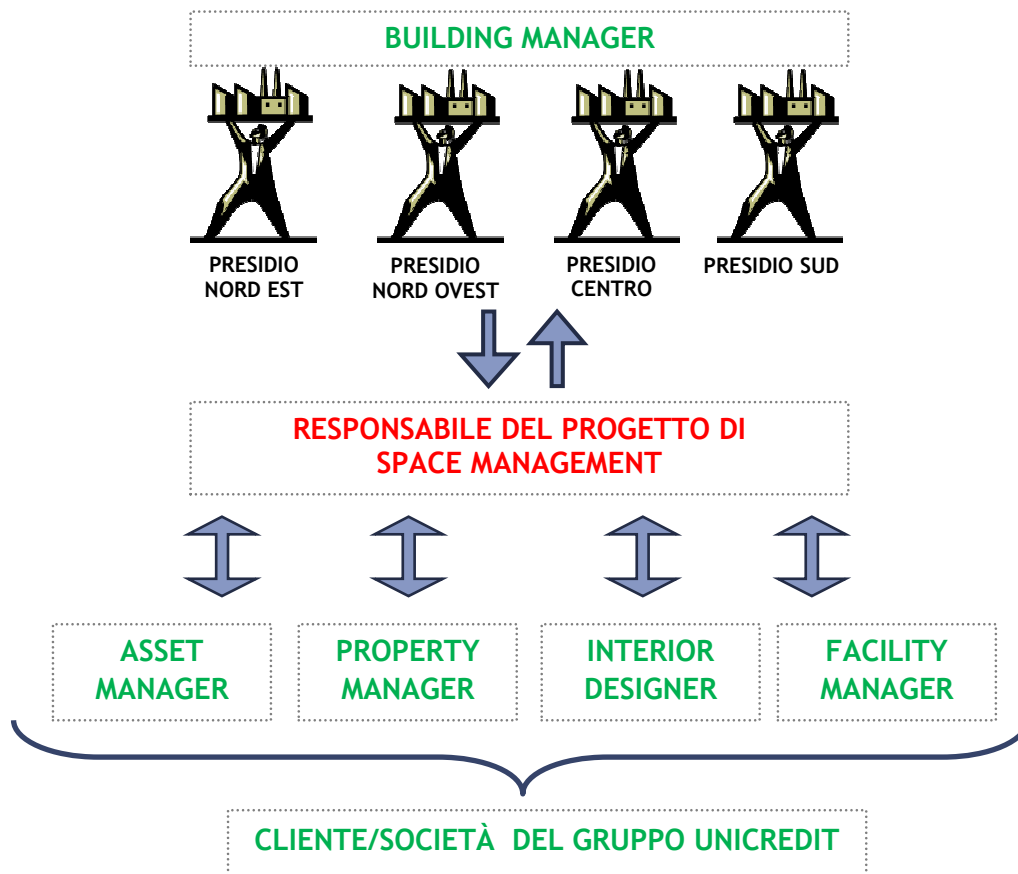 BUILDING MANAGER
PRESIDIO
NORD EST
PRESIDIO
NORD OVEST
PRESIDIO
CENTRO
PRESIDIO SUD
RESPONSABILE DEL PROGETTO DI
SPACE MANAGEMENT
ASSET
MANAGER
PROPERTY
MANAGER
INTERIOR
DESIGNER
FACILITY
MANAGER
CLIENTE/SOCIETÀ DEL GRUPPO UNICREDIT